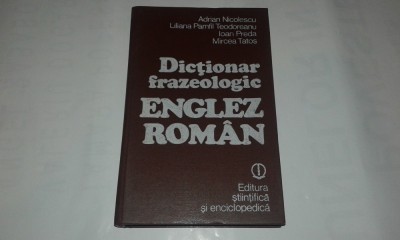 Adrian Nicolescu
Liliana Pamfil Teodoreanu
Ioan Preda
Mircea Tatos
Dicționar
frazeologic
ENGLEZ
ROMÂN
Editura
științifică
și enciclopedică